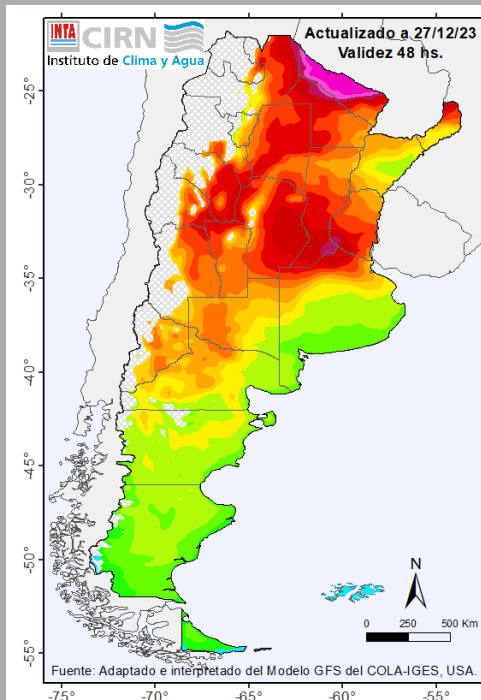 INTA CIRN
Instituto de Clima y Agua
Actualizado a 27/12/23
Validez 48 hs.
-25°
-30°
-35°
-40°
-45°
-50°
-55°
N
0 250 500 Km
Fuente: Adaptado e interpretado del Modelo GFS del COLA-IGES, USA.
-75° -70° -65° -60° -55°